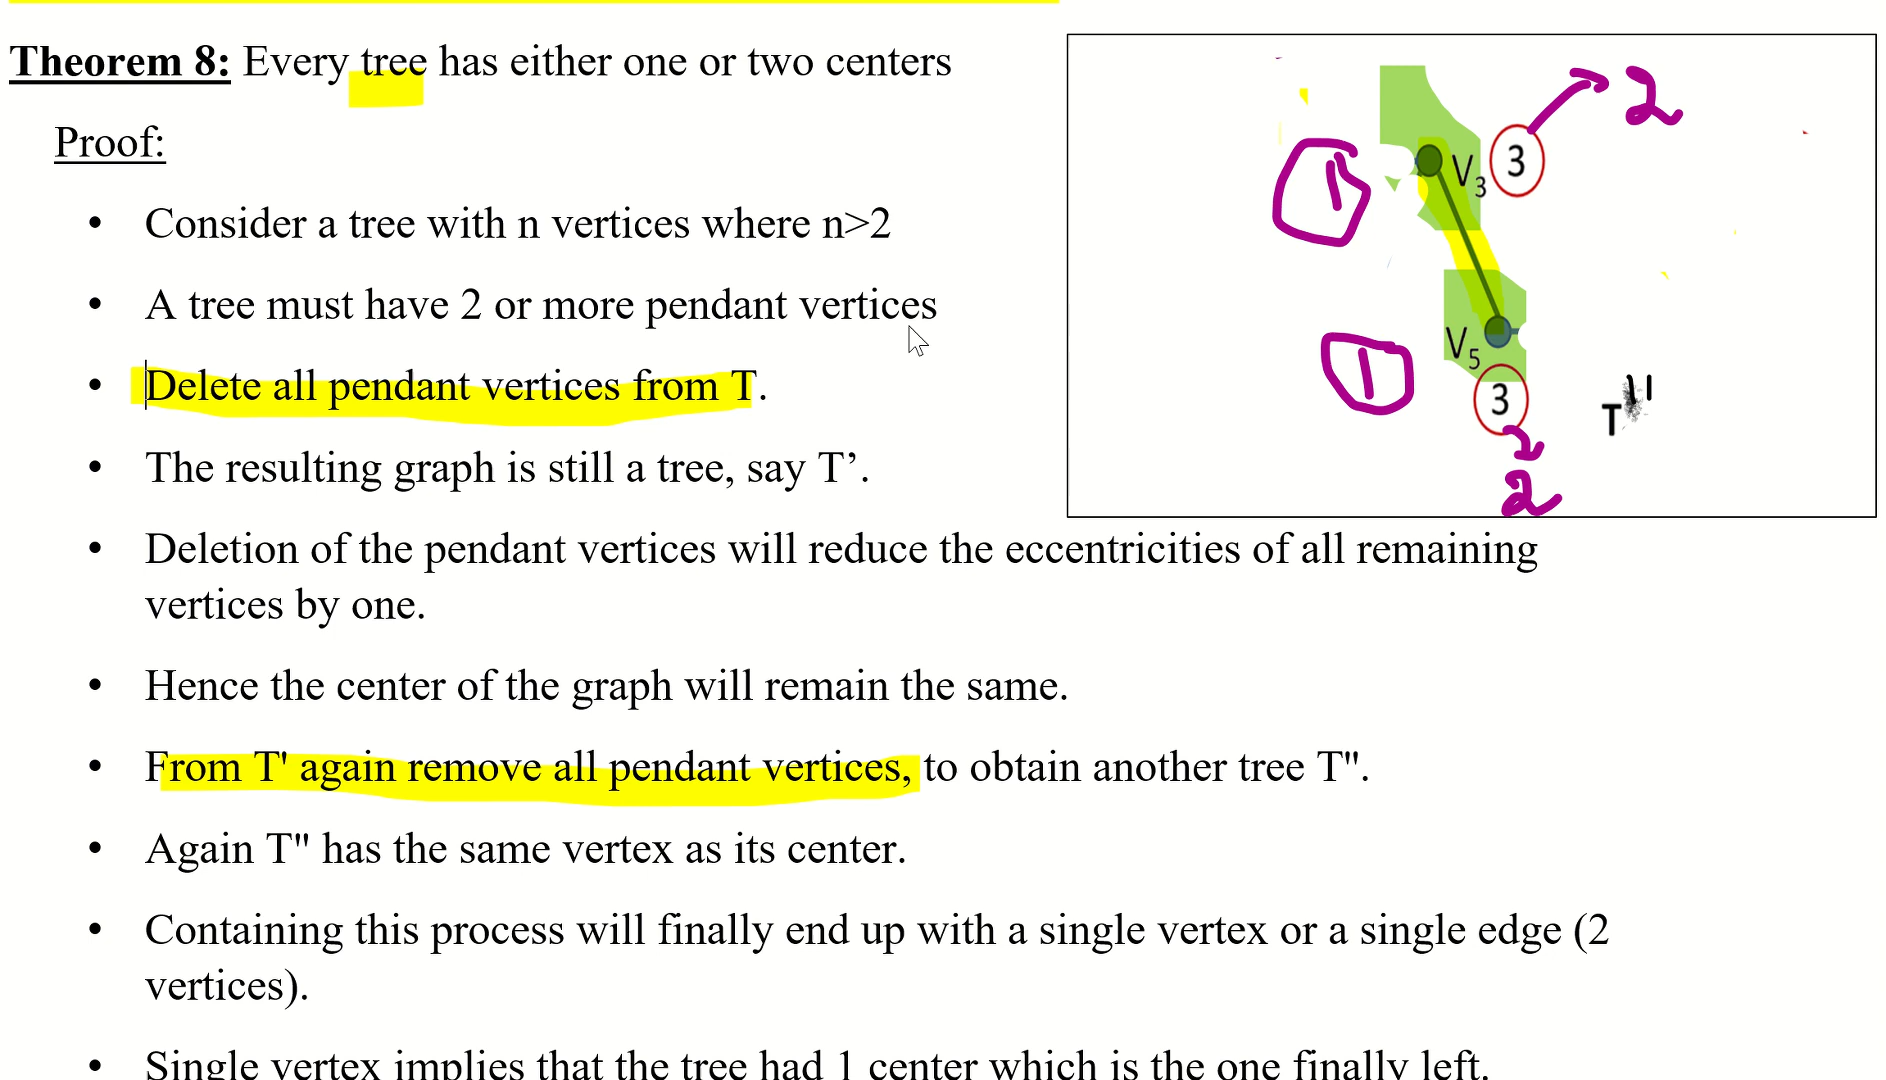 Theorem 8: Every tree has either one or two centers
Proof:
• Consider a tree with n vertices where n>2
• A tree must have 2 or more pendant vertices
• Delete all pendant vertices from T.
• The resulting graph is still a tree, say T’.
• Deletion of the pendant vertices will reduce the eccentricities of all remaining
vertices by one.
• Hence the center of the graph will remain the same.
• From T' again remove all pendant vertices, to obtain another tree T".
• Again T" has the same vertex as its center.
• Containing this process will finally end up with a single vertex or a single edge (2
vertices).
• Single vertex implies that the tree had 1 center which is the one finally left.
2
1 V3 3
1 V5
3
T"
2